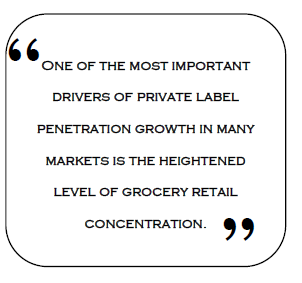 “ONE OF THE MOST IMPORTANT
DRIVERS OF PRIVATE LABEL
PENETRATION GROWTH IN MANY
MARKETS IS THE HEIGHTENED
LEVEL OF GROCERY RETAIL
CONCENTRATION. ”